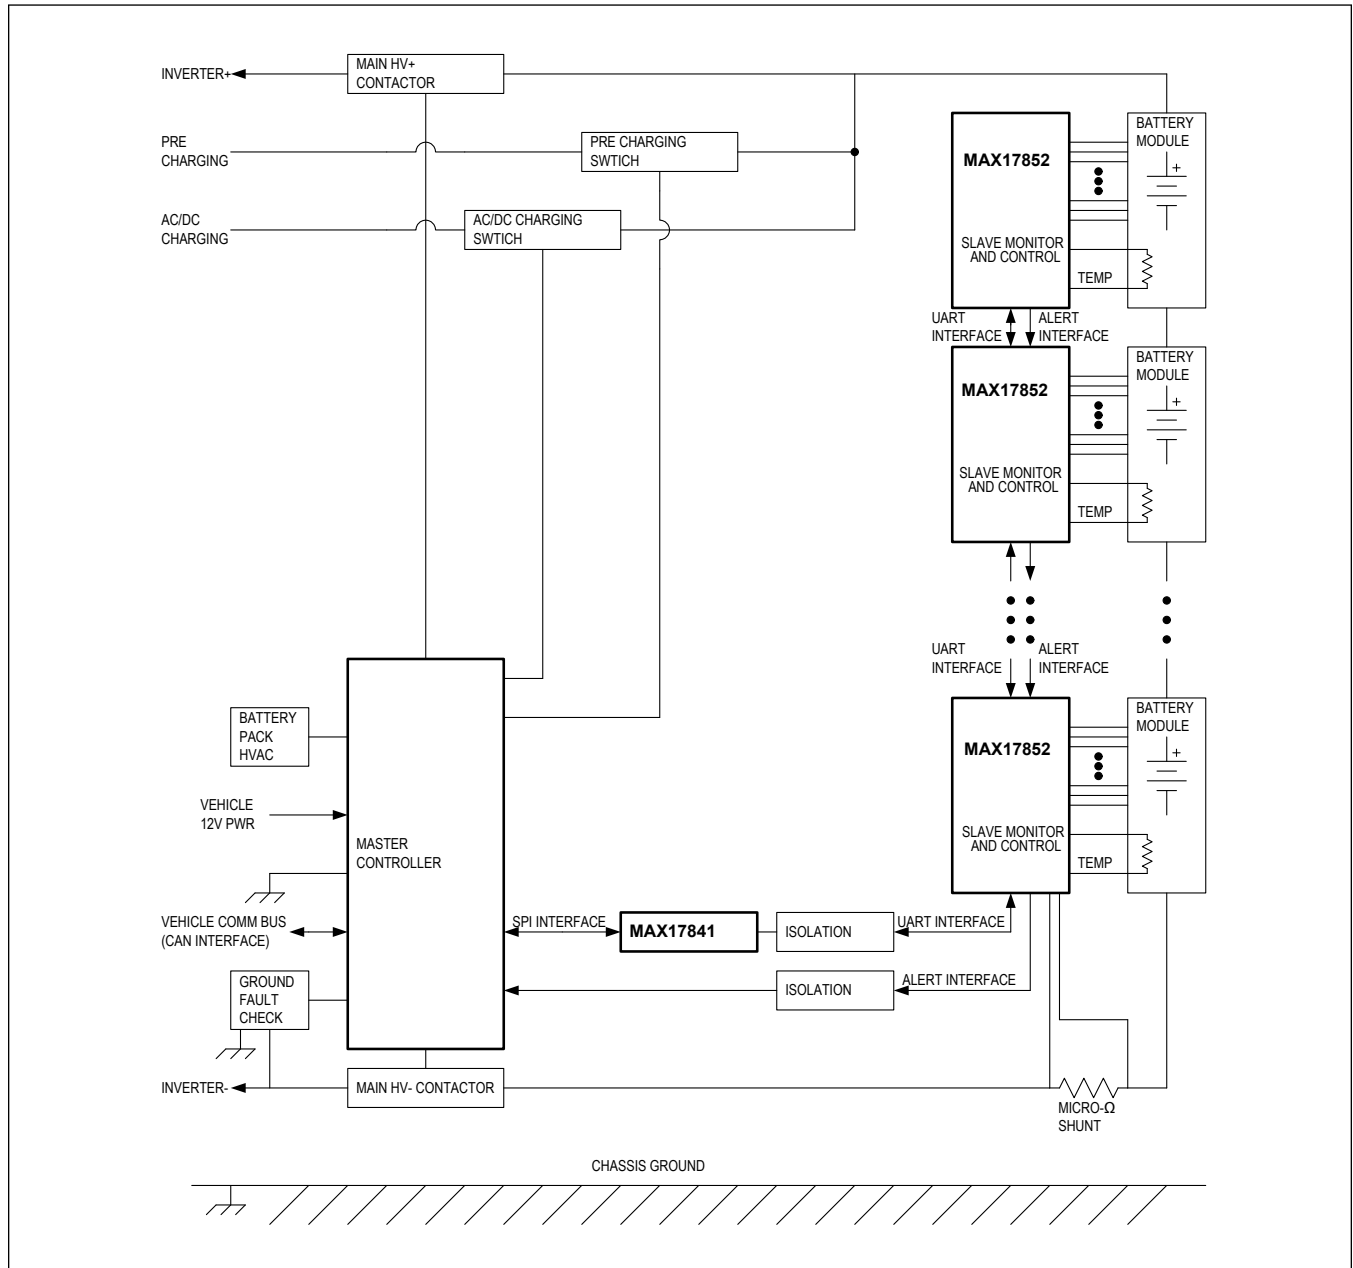 INVERTER+
MAIN HV+
CONTACTOR
PRE
CHARGING
PRE CHARGING
SWTICH
AC/DC
CHARGING
AC/DC CHARGING
SWTICH
MAX17852
SLAVE MONITOR
AND CONTROL
TEMP
BATTERY
MODULE
+
UART
INTERFACE
ALERT
INTERFACE
MAX17852
SLAVE MONITOR
AND CONTROL
TEMP
BATTERY
MODULE
+
UART
INTERFACE
ALERT
INTERFACE
MAX17852
SLAVE MONITOR
AND CONTROL
TEMP
BATTERY
MODULE
+
BATTERY
PACK
HVAC
VEHICLE
12V PWR
MASTER
CONTROLLER
VEHICLE COMM BUS
(CAN INTERFACE)
SPI INTERFACE
MAX17841
ISOLATION
UART INTERFACE
GROUND
FAULT
CHECK
ISOLATION
ALERT INTERFACE
INVERTER-
MAIN HV- CONTACTOR
MICRO-Ω
SHUNT
CHASSIS GROUND